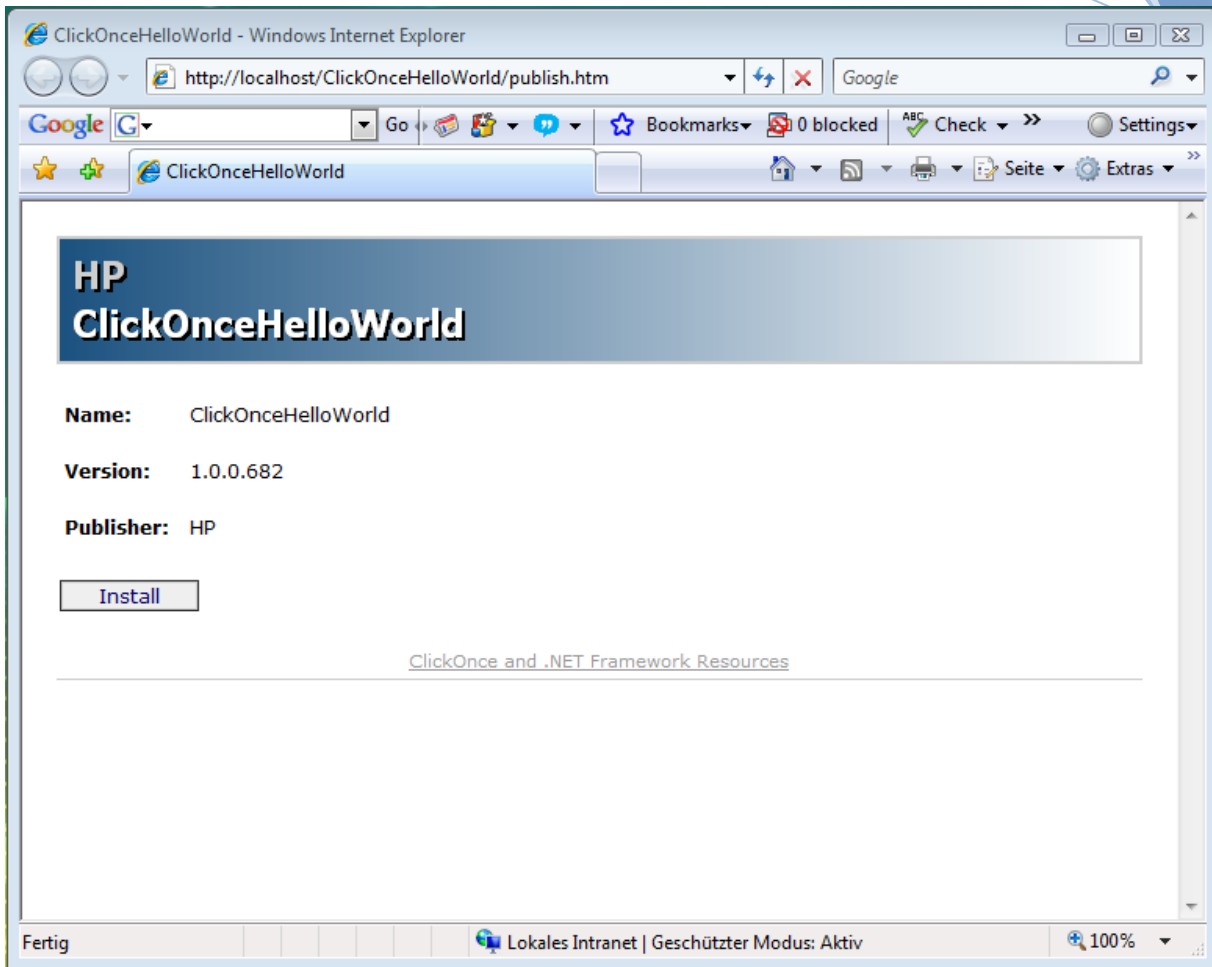 ClickOnceHelloWorld - Windows Internet Explorer
http://localhost/ClickOnceHelloWorld/publish.htm
Google
Google G Go 0 blocked Check » Settings
Bookmarks
ClickOnceHelloWorld
Seite Extras »
HP
ClickOnceHelloWorld
Name: ClickOnceHelloWorld
Version: 1.0.0.682
Publisher: HP
Install
ClickOnce and .NET Framework Resources
Fertig Lokales Intranet | Geschützter Modus: Aktiv 100%